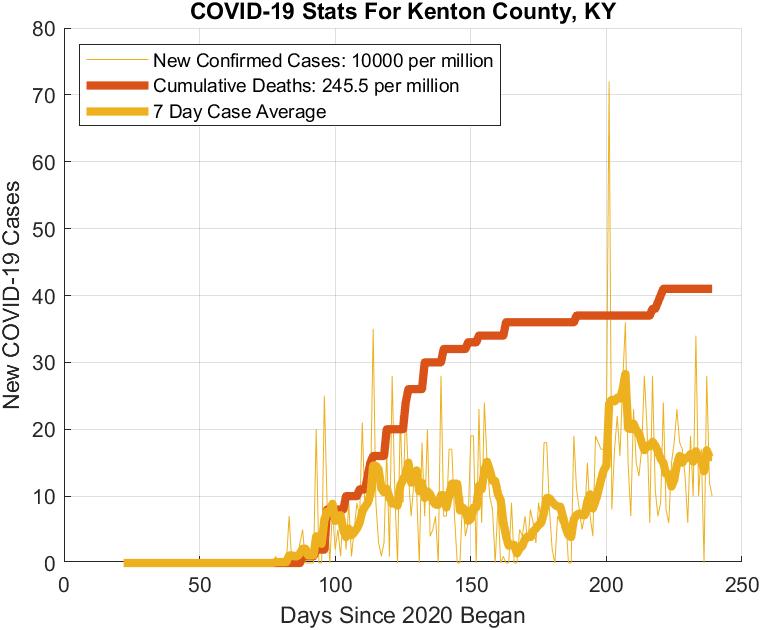 COVID-19 Stats For Kenton County, KY
New Confirmed Cases: 10000 per million
Cumulative Deaths: 245.5 per million
7 Day Case Average
New COVID-19 Cases
80
70
60
50
40
30
20
10
0
0 50 100 150 200 250
Days Since 2020 Began